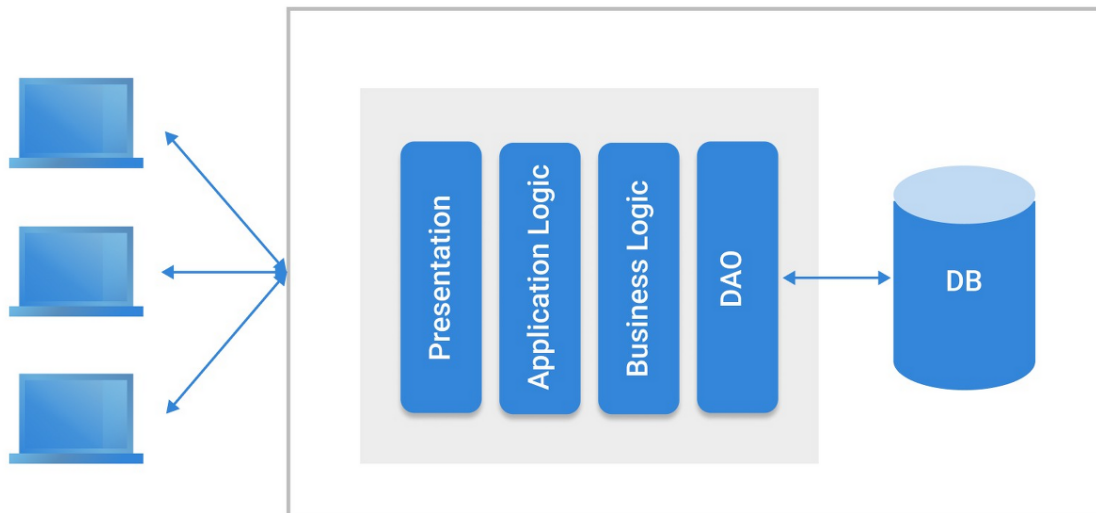 Presentation
Application Logic
Business Logic
DAO
DB